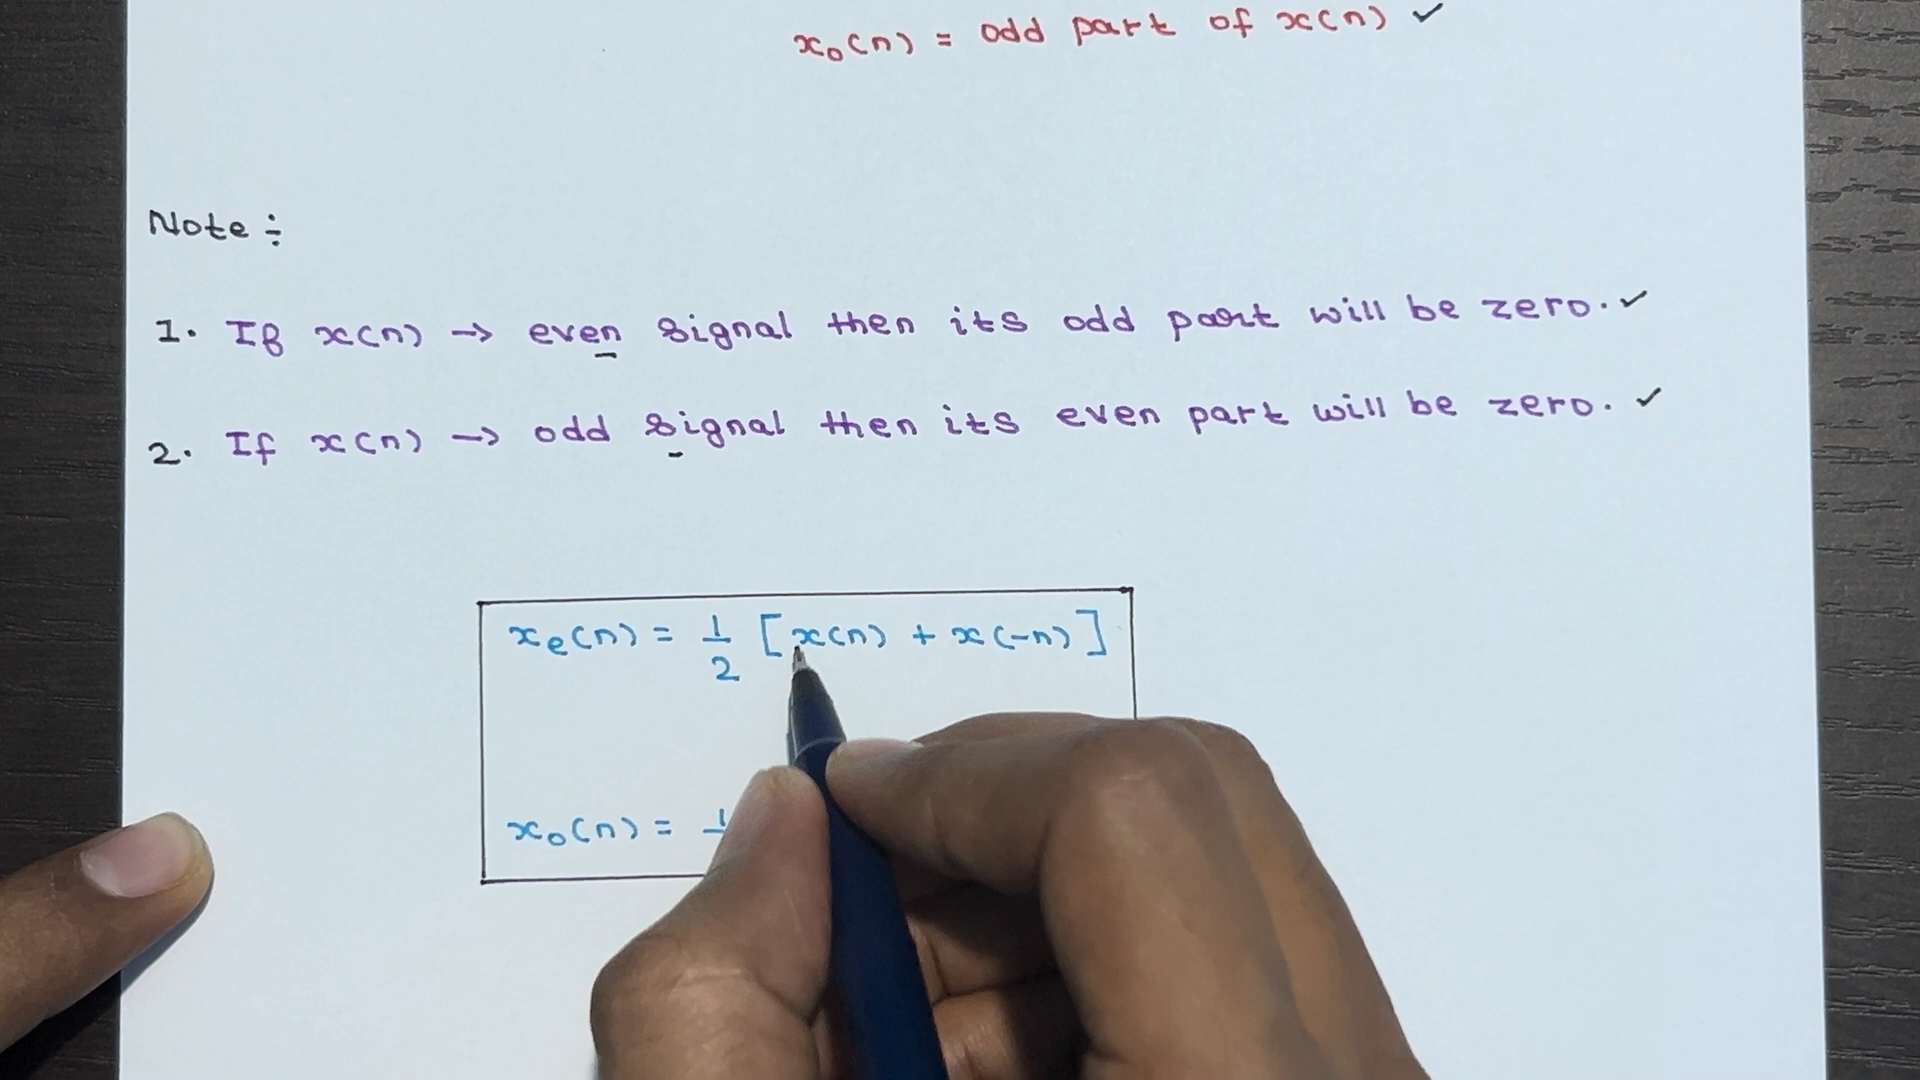 x₀(n) = odd part of x(n) ✓
Note ÷
1. If x(n) → even signal then its odd part will be zero. ✓
2. If x(n) → odd signal then its even part will be zero. ✓
xₑ(n) = 1/2 [x(n) + x(-n)]
x₀(n) = 1